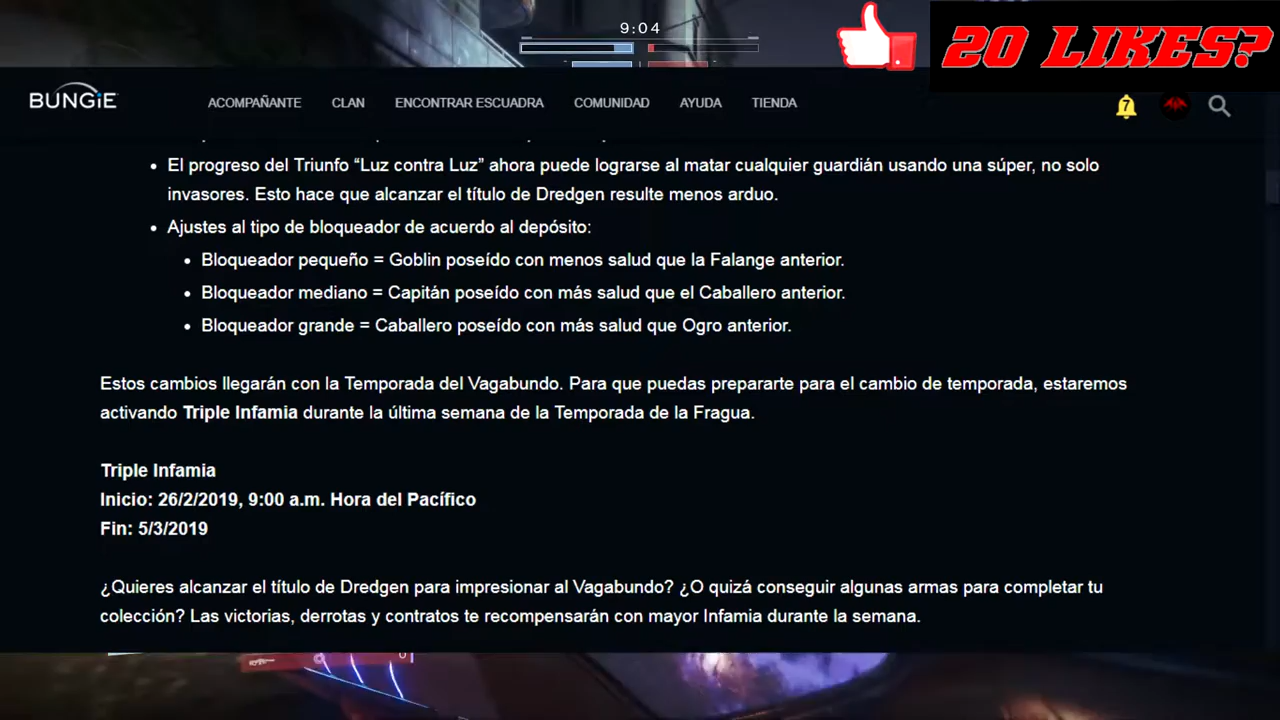 9:04
20 LIKES?
BUNGiE
ACOMPAÑANTE CLAN ENCONTRAR ESCUADRA COMUNIDAD AYUDA TIENDA
7
• El progreso del Triunfo “Luz contra Luz” ahora puede lograrse al matar cualquier guardián usando una súper, no solo
invasores. Esto hace que alcanzar el título de Dredgen resulte menos arduo.
• Ajustes al tipo de bloqueador de acuerdo al depósito:
• Bloqueador pequeño = Goblin poseído con menos salud que la Falange anterior.
• Bloqueador mediano = Capitán poseído con más salud que el Caballero anterior.
• Bloqueador grande = Caballero poseído con más salud que Ogro anterior.
Estos cambios llegarán con la Temporada del Vagabundo. Para que puedas prepararte para el cambio de temporada, estaremos
activando Triple Infamia durante la última semana de la Temporada de la Fragua.
Triple Infamia
Inicio: 26/2/2019, 9:00 a.m. Hora del Pacífico
Fin: 5/3/2019
¿Quieres alcanzar el título de Dredgen para impresionar al Vagabundo? ¿O quizá conseguir algunas armas para completar tu
colección? Las victorias, derrotas y contratos te recompensarán con mayor Infamia durante la semana.